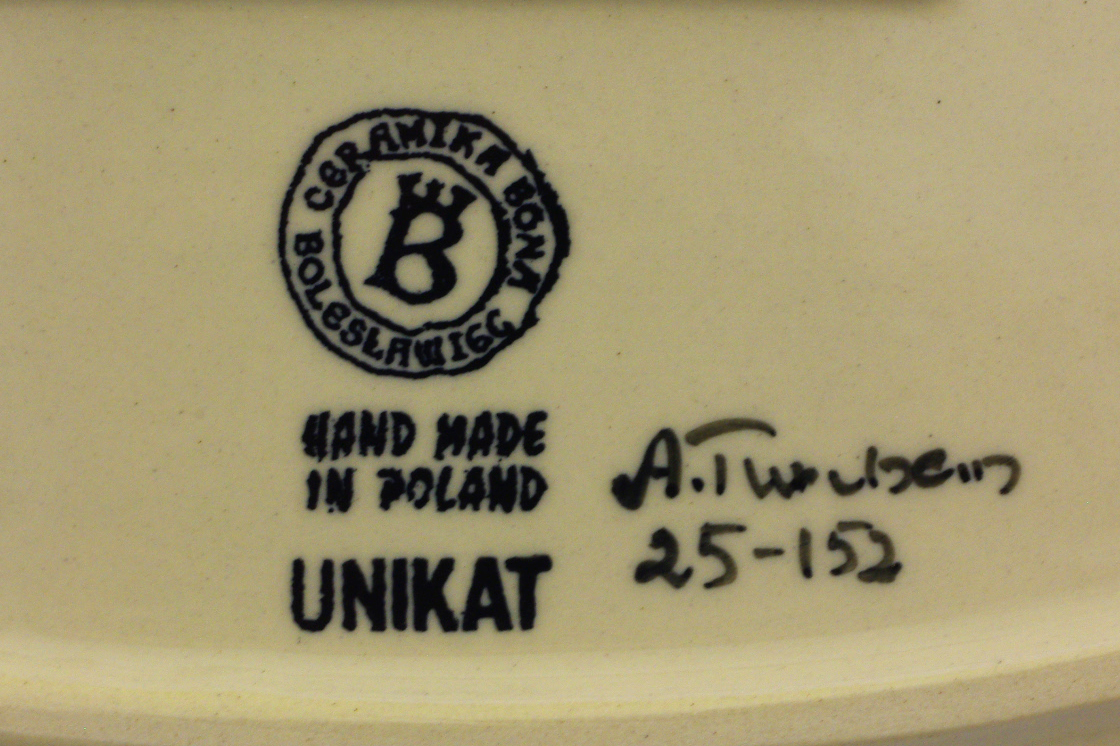 CERAMIKA BONA
BOLESŁAWIEC
B
HAND MADE
IN POLAND
UNIKAT
25-152